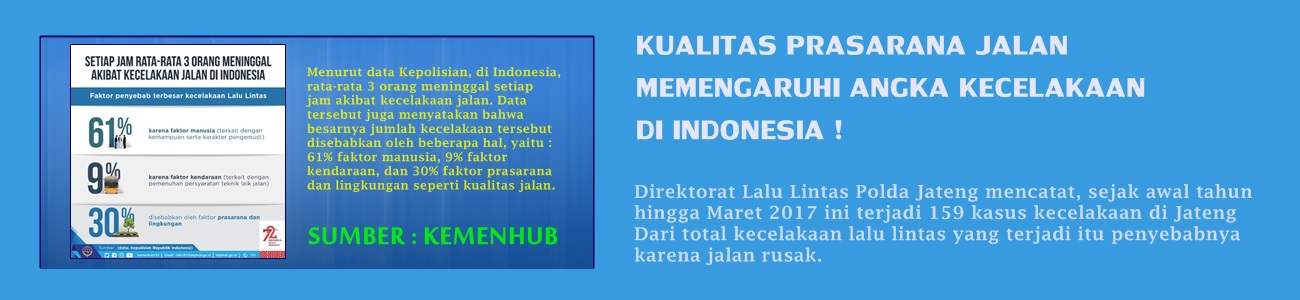 SETIAP JAM RATA-RATA 3 ORANG MENINGGAL
AKIBAT KECELAKAAN JALAN DI INDONESIA
Faktor penyebab terbesar kecelakaan Lalu Lintas
61%
karena faktor manusia (terkait dengan
kemampuan serta karakter pengemudi)
9%
karena faktor kendaraan (terkait dengan
pemenuhan persyaratan teknik laik jalan)
30%
disebabkan oleh faktor prasarana dan
lingkungan
72
Sumber : (data: Kepolisian Republik Indonesia)
Menurut data Kepolisian, di Indonesia,
rata-rata 3 orang meninggal setiap
jam akibat kecelakaan jalan. Data
tersebut juga menyatakan bahwa
besarnya jumlah kecelakaan tersebut
disebabkan oleh beberapa hal, yaitu :
61% faktor manusia, 9% faktor
kendaraan, dan 30% faktor prasarana
dan lingkungan seperti kualitas jalan.
SUMBER : KEMENHUB
KUALITAS PRASARANA JALAN
MEMENGARUHI ANGKA KECELAKAAN
DI INDONESIA !
Direktorat Lalu Lintas Polda Jateng mencatat, sejak awal tahun
hingga Maret 2017 ini terjadi 159 kasus kecelakaan di Jateng
Dari total kecelakaan lalu lintas yang terjadi itu penyebabnya
karena jalan rusak.